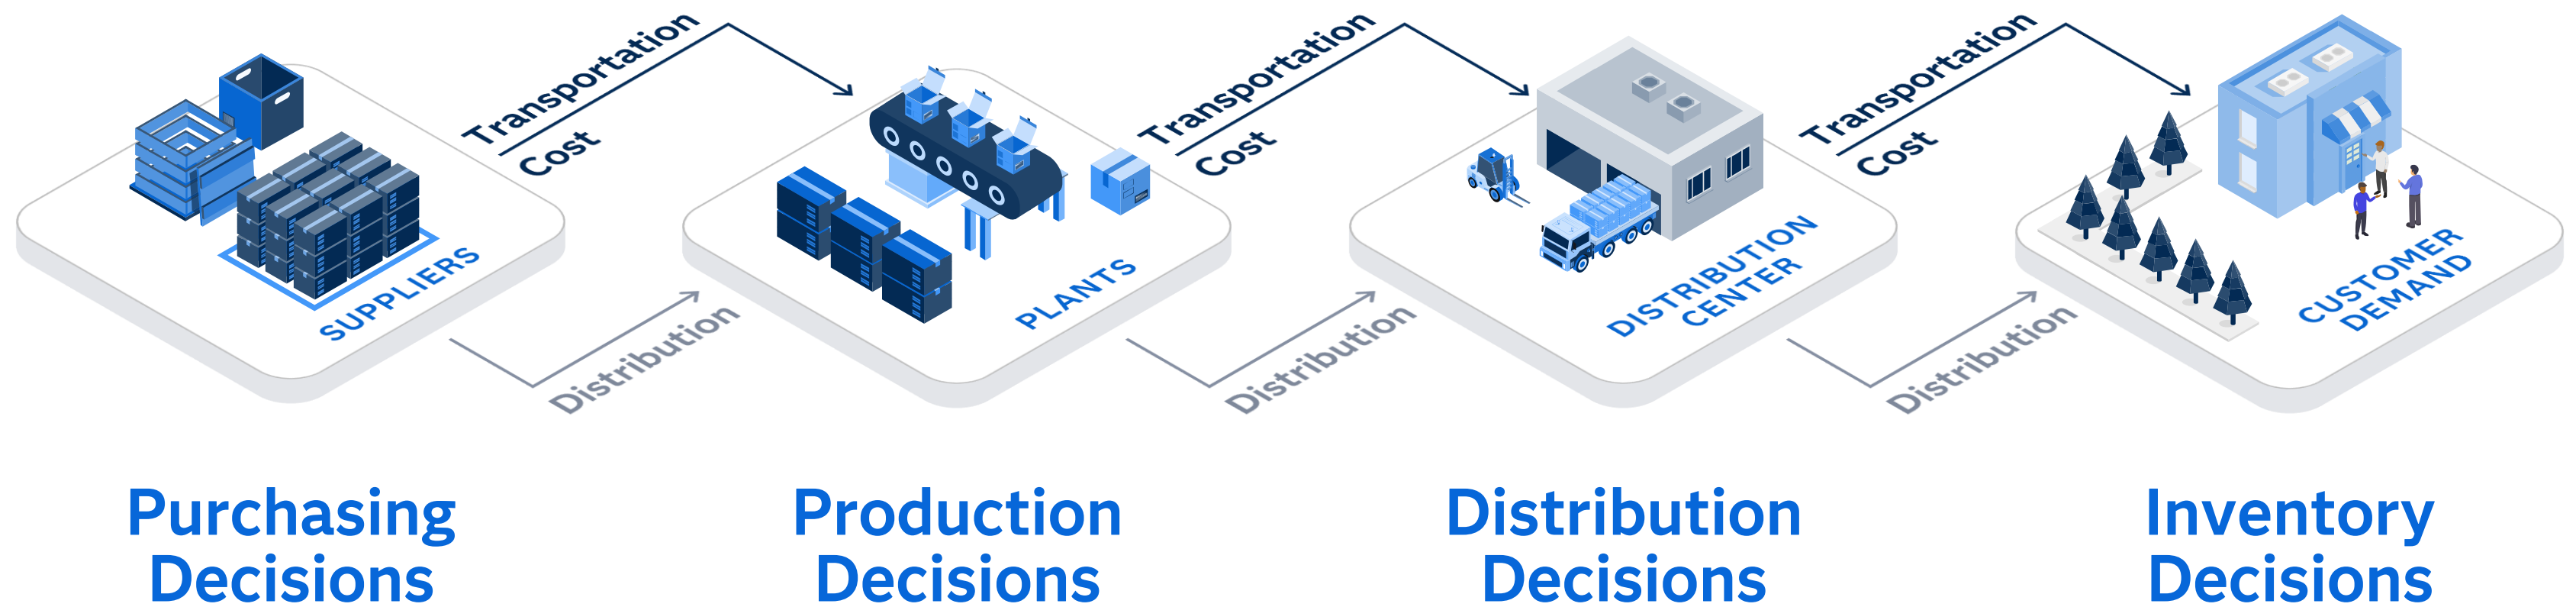 Transportation
Cost
Transportation
Cost
Transportation
Cost
SUPPLIERS
PLANTS
DISTRIBUTION
CENTER
CUSTOMER
DEMAND
Distribution
Distribution
Distribution
Purchasing
Decisions
Production
Decisions
Distribution
Decisions
Inventory
Decisions